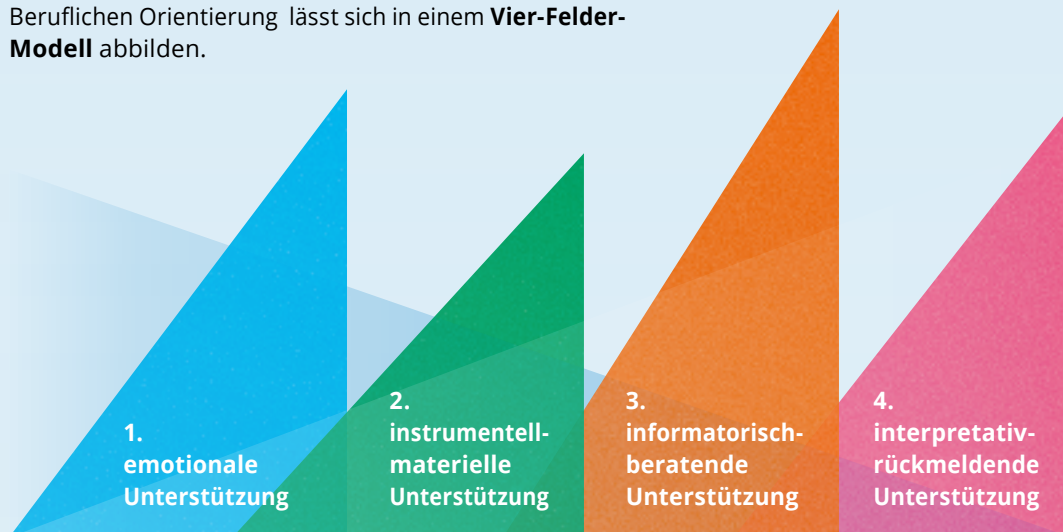 Beruflichen Orientierung lässt sich in einem Vier-Felder-
Modell abbilden.
1.
emotionale
Unterstützung
2.
instrumentell-
materielle
Unterstützung
3.
informatorisch-
beratende
Unterstützung
4.
interpretativ-
rückmeldende
Unterstützung